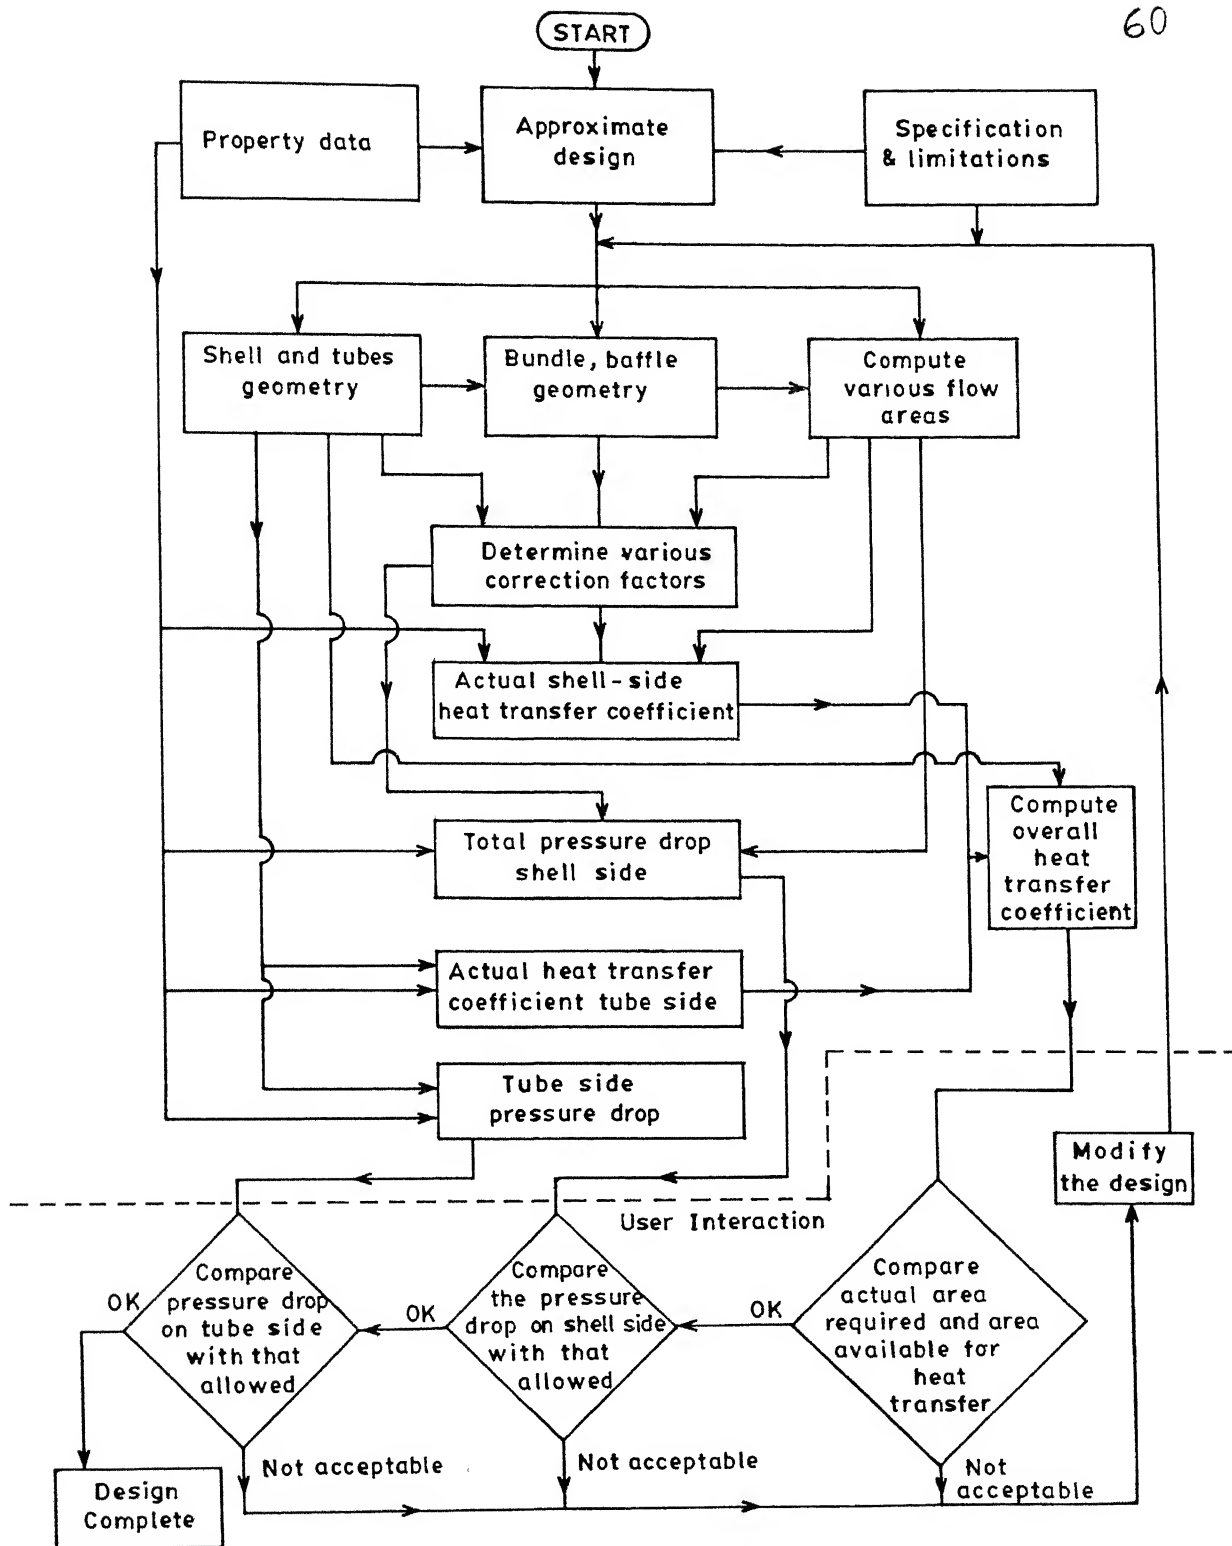 60
START
Property data
Approximate
design
Specification
& limitations
Shell and tubes
geometry
Bundle, baffle
geometry
Compute
various flow
areas
Determine various
correction factors
Actual shell-side
heat transfer coefficient
Compute
overall
heat
transfer
coefficient
Total pressure drop
shell side
Actual heat transfer
coefficient tube side
Tube side
pressure drop
Modify
the design
User Interaction
Compare
pressure drop
on tube side
with that
allowed
OK
Compare
the pressure
drop on shell side
with that
allowed
OK
Compare
actual area
required and area
available for
heat
transfer
OK
Not acceptable
Not acceptable
Not
acceptable
Design
Complete